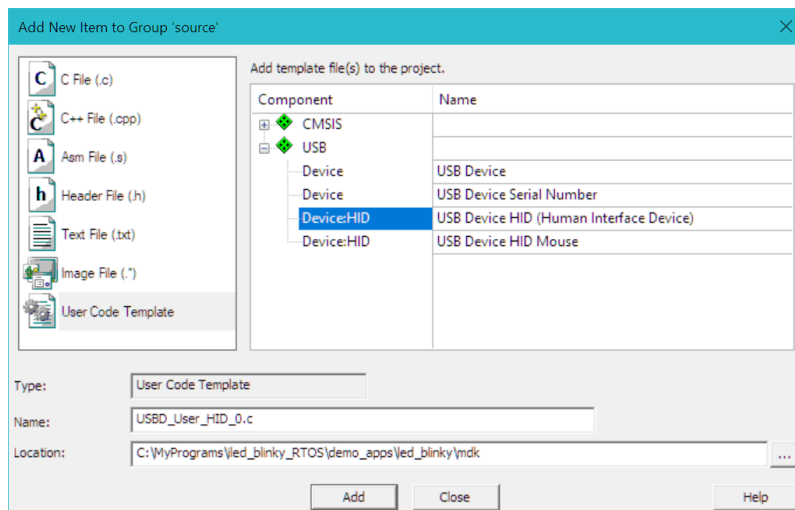 Add New Item to Group 'source'
C File (.c)
C++ File (.cpp)
Asm File (.s)
Header File (.h)
Text File (.txt)
Image File (.*)
User Code Template
Add template file(s) to the project.
Component Name
CMSIS
USB
Device USB Device
Device USB Device Serial Number
Device:HID USB Device HID (Human Interface Device)
Device:HID USB Device HID Mouse
Type: User Code Template
Name: USBD_User_HID_0.c
Location: C:\MyPrograms\led_blinky_RTOS\demo_apps\led_blinky\mdk ...
Add Close Help